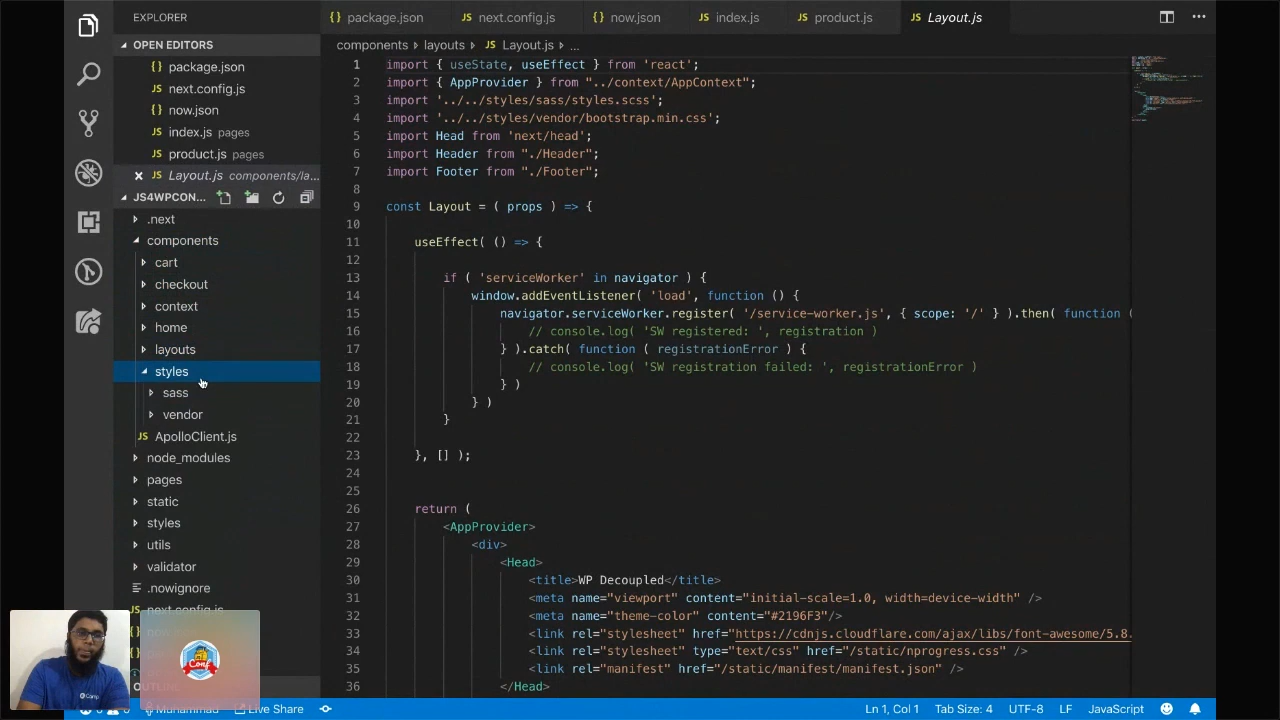 EXPLORER
OPEN EDITORS
{ } package.json
{ } next.config.js
{ } now.json
index.js pages
product.js pages
Layout.js components/la...
JS4WPCON...
.next
components
cart
checkout
context
home
layouts
styles
sass
vendor
JS ApolloClient.js
node_modules
pages
static
styles
utils
validator
.nowignore
next.config.js
Camp
Conf
{ } package.json
{ } next.config.js
{ } now.json
JS index.js
JS product.js
JS Layout.js
components layouts JS Layout.js ...
1 import { useState, useEffect } from 'react';
2 import { AppProvider } from "../context/AppContext";
3 import '../../styles/sass/styles.scss';
4 import '../../styles/vendor/bootstrap.min.css';
5 import Head from 'next/head';
6 import Header from "./Header";
7 import Footer from "./Footer";
8
9 const Layout = ( props ) => {
10
11 useEffect( () => {
12
13 if ( 'serviceWorker' in navigator ) {
14 window.addEventListener( 'load', function () {
15 navigator.serviceWorker.register( '/service-worker.js', { scope: '/' } ).then( function (
16 // console.log( 'SW registered: ', registration )
17 } ).catch( function ( registrationError ) {
18 // console.log( 'SW registration failed: ', registrationError )
19 } )
20 } )
21 }
22
23 }, [] );
24
25
26 return (
27 <AppProvider>
28 <div>
29 <Head>
30 <title>WP Decoupled</title>
31 <meta name="viewport" content="initial-scale=1.0, width=device-width" />
32 <meta name="theme-color" content="#2196F3"/>
33 <link rel="stylesheet" href="https://cdnjs.cloudflare.com/ajax/libs/font-awesome/5.8.
34 <link rel="stylesheet" type="text/css" href="/static/nprogress.css" />
35 <link rel="manifest" href="/static/manifest/manifest.json" />
36 </Head>
Muhammad Live Share
Ln 1, Col 1 Tab Size: 4 UTF-8 LF JavaScript